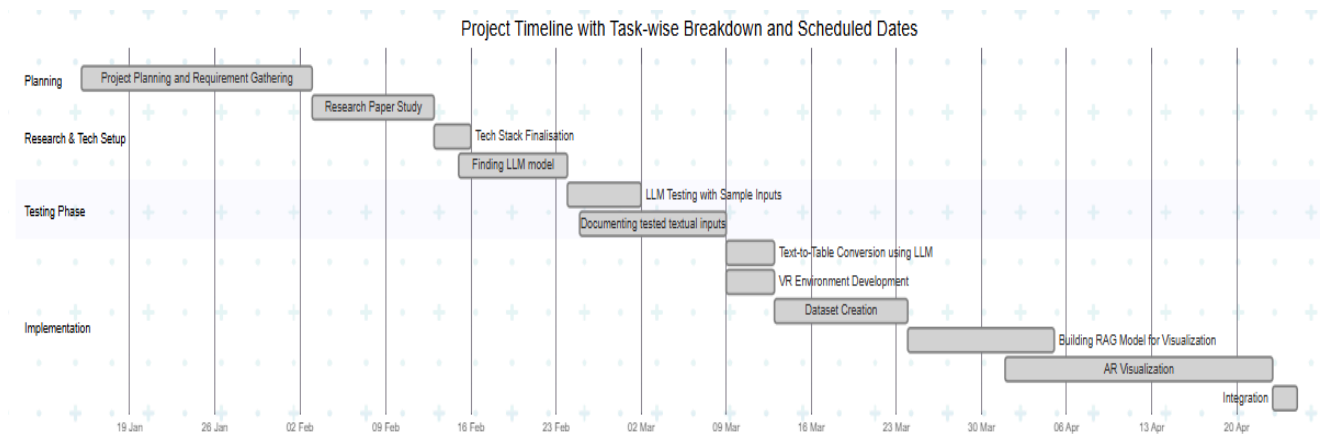 Project Timeline with Task-wise Breakdown and Scheduled Dates
Planning
Project Planning and Requirement Gathering
Research Paper Study
Research & Tech Setup
Tech Stack Finalisation
Finding LLM model
Testing Phase
LLM Testing with Sample Inputs
Documenting tested textual inputs
Implementation
Text-to-Table Conversion using LLM
VR Environment Development
Dataset Creation
Building RAG Model for Visualization
AR Visualization
Integration
19 Jan 26 Jan 02 Feb 09 Feb 16 Feb 23 Feb 02 Mar 09 Mar 16 Mar 23 Mar 30 Mar 06 Apr 13 Apr 20 Apr